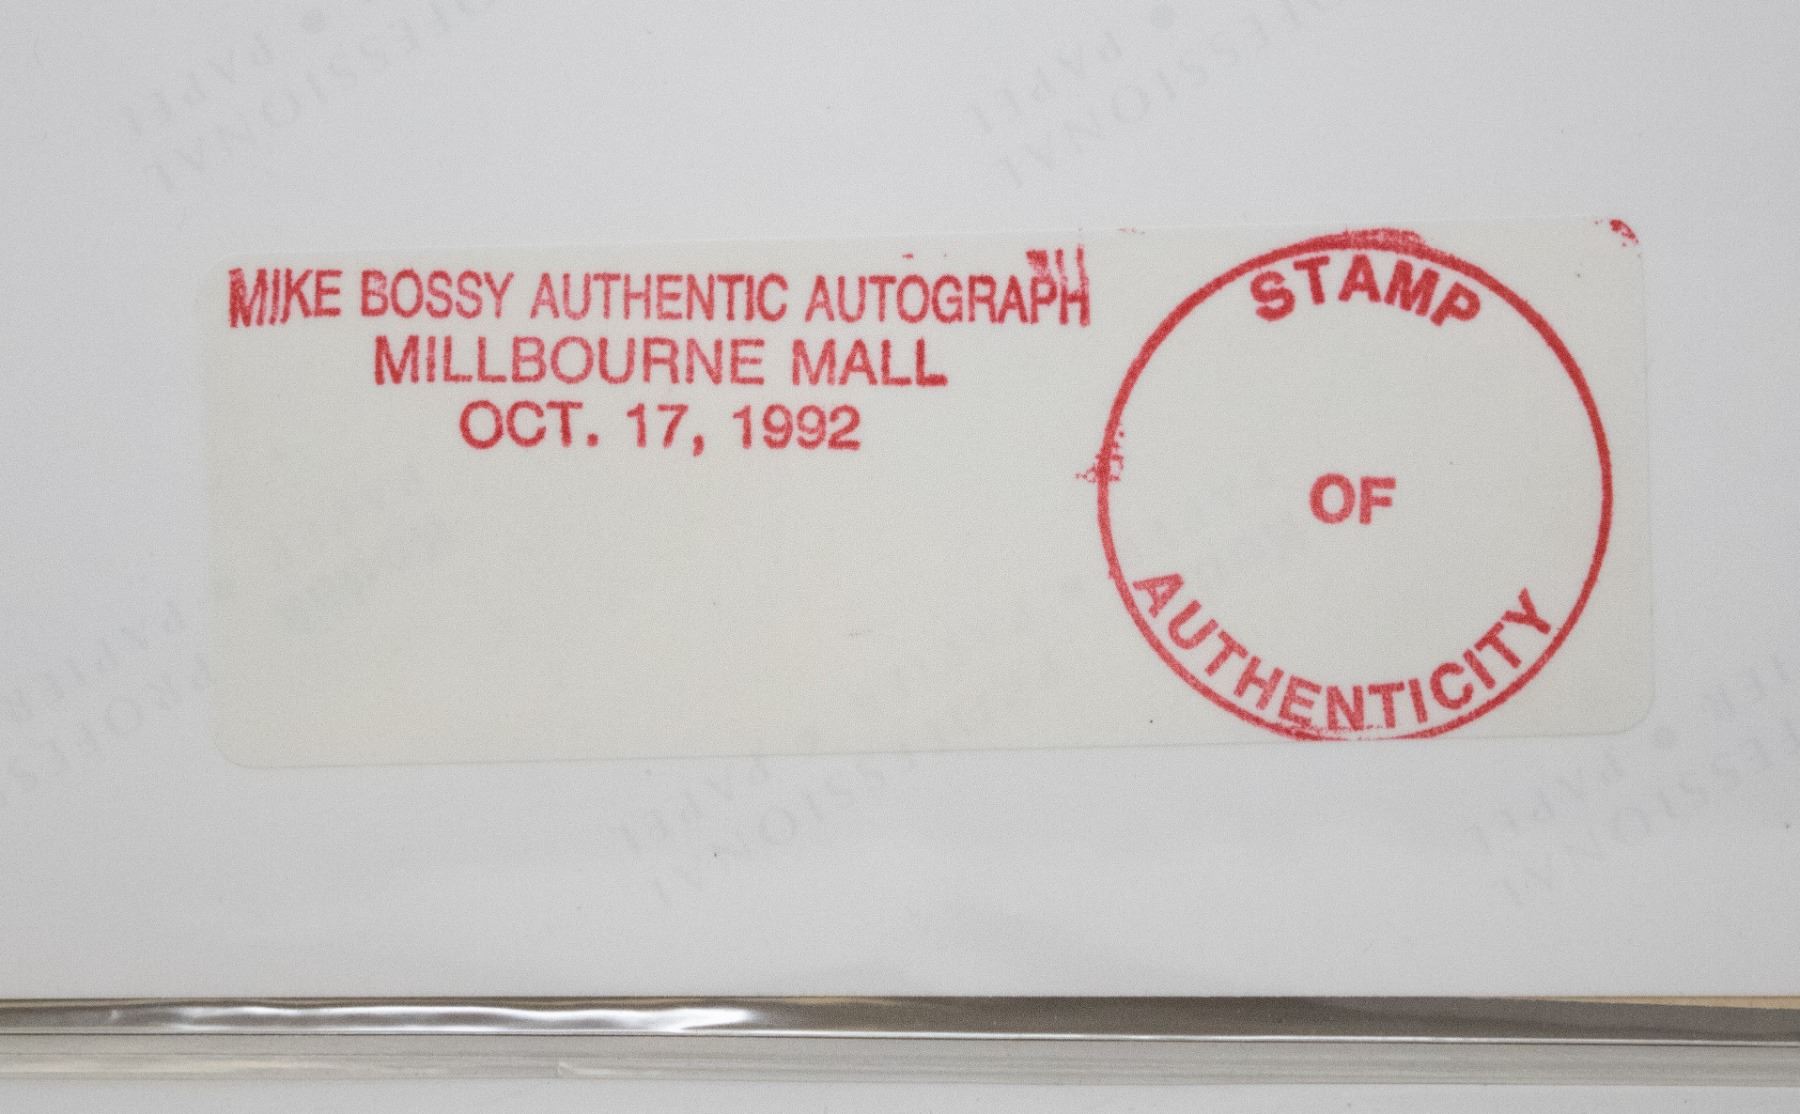 MIKE BOSSY AUTHENTIC AUTOGRAPH
MILLBOURNE MALL
OCT. 17, 1992
STAMP
OF
AUTHENTICITY